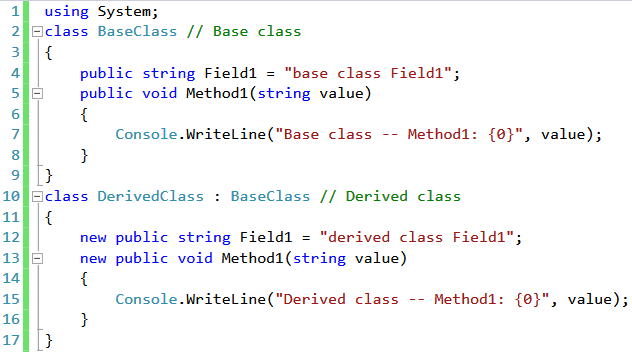 1 using System;
2 class BaseClass // Base class
3 {
4     public string Field1 = "base class Field1";
5     public void Method1(string value)
6     {
7         Console.WriteLine("Base class -- Method1: {0}", value);
8     }
9 }
10 class DerivedClass : BaseClass // Derived class
11 {
12     new public string Field1 = "derived class Field1";
13     new public void Method1(string value)
14     {
15         Console.WriteLine("Derived class -- Method1: {0}", value);
16     }
17 }